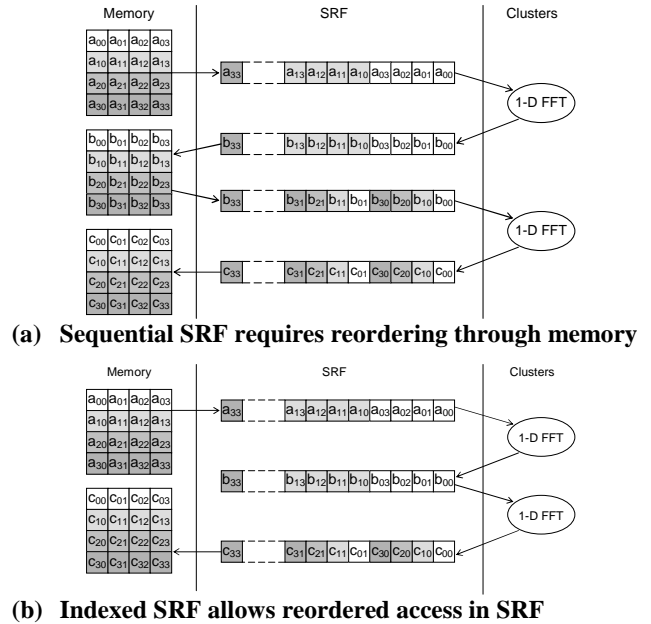 Memory SRF Clusters
a00 a01 a02 a03
a10 a11 a12 a13
a20 a21 a22 a23
a30 a31 a32 a33
a33 a13 a12 a11 a10 a03 a02 a01 a00
1-D FFT
b00 b01 b02 b03
b10 b11 b12 b13
b20 b21 b22 b23
b30 b31 b32 b33
b33 b13 b12 b11 b10 b03 b02 b01 b00
b33 b31 b21 b11 b01 b30 b20 b10 b00
1-D FFT
c00 c01 c02 c03
c10 c11 c12 c13
c20 c21 c22 c23
c30 c31 c32 c33
c33 c31 c21 c11 c01 c30 c20 c10 c00
(a) Sequential SRF requires reordering through memory
Memory SRF Clusters
a00 a01 a02 a03
a10 a11 a12 a13
a20 a21 a22 a23
a30 a31 a32 a33
a33 a13 a12 a11 a10 a03 a02 a01 a00
1-D FFT
b33 b13 b12 b11 b10 b03 b02 b01 b00
1-D FFT
c00 c01 c02 c03
c10 c11 c12 c13
c20 c21 c22 c23
c30 c31 c32 c33
c33 c31 c21 c11 c01 c30 c20 c10 c00
(b) Indexed SRF allows reordered access in SRF